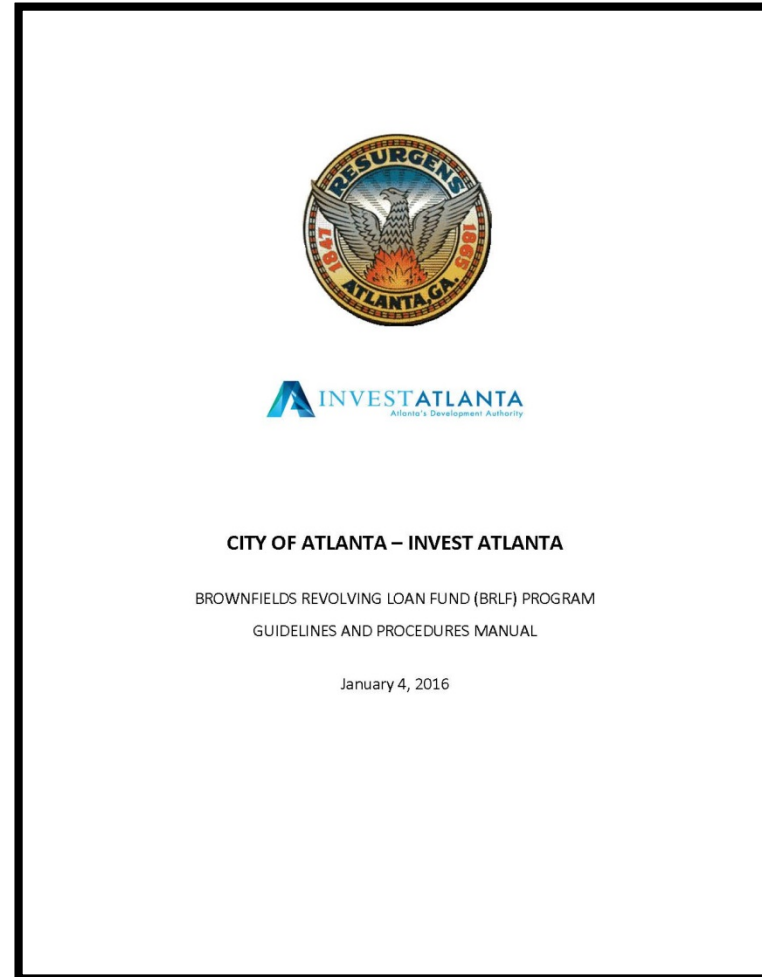 RESURGENS
1847
1865
ATLANTA, GA.
INVESTATLANTA
Atlanta's Development Authority
CITY OF ATLANTA – INVEST ATLANTA
BROWNFIELDS REVOLVING LOAN FUND (BRLF) PROGRAM
GUIDELINES AND PROCEDURES MANUAL
January 4, 2016